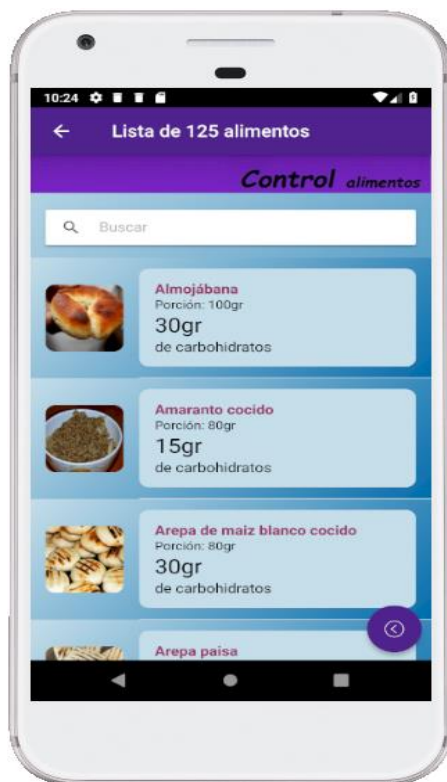 10:24
Lista de 125 alimentos
Control alimentos
Buscar
Almojábana
Porción: 100gr
30gr
de carbohidratos
Amaranto cocido
Porción: 80gr
15gr
de carbohidratos
Arepa de maiz blanco cocido
Porción: 80gr
30gr
de carbohidratos
Arepa paisa